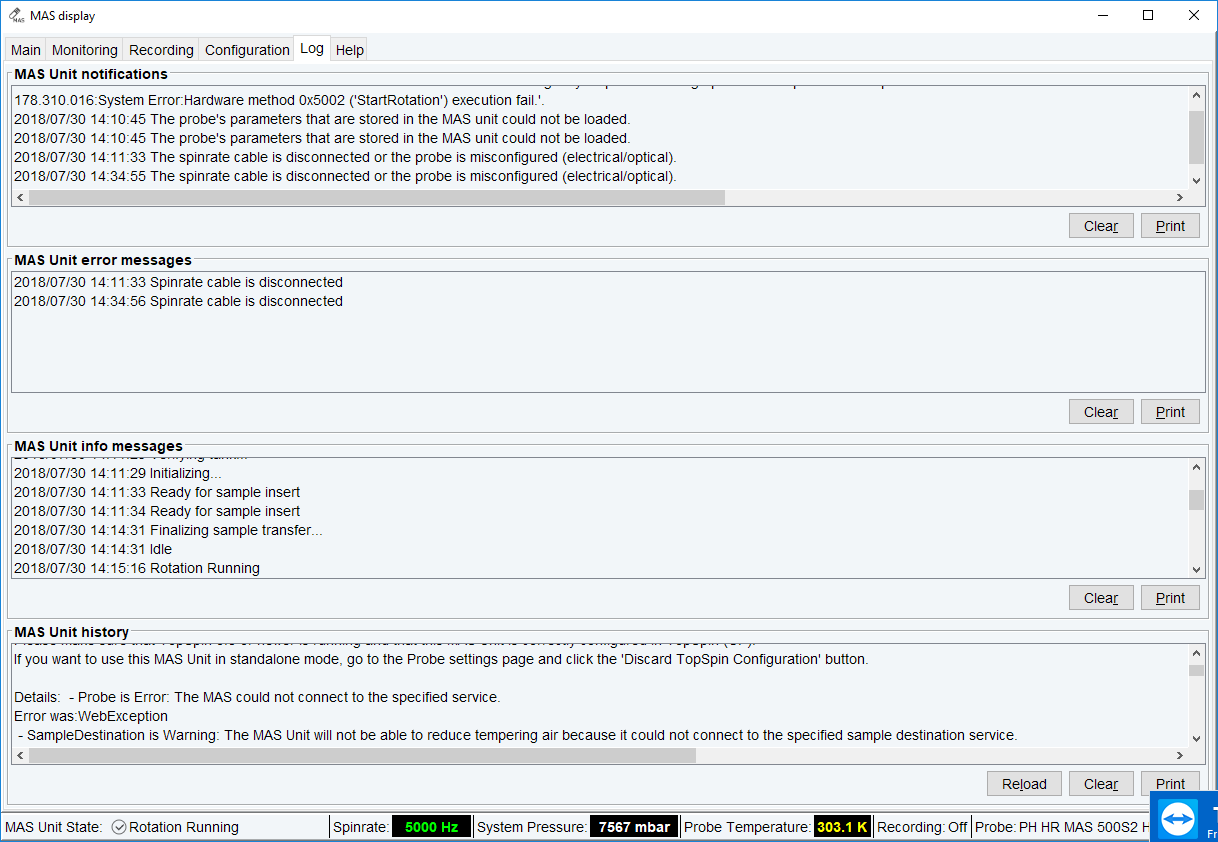 MAS display
Main Monitoring Recording Configuration Log Help
MAS Unit notifications
178.310.016:System Error:Hardware method 0x5002 ('StartRotation') execution fail.'.
2018/07/30 14:10:45 The probe's parameters that are stored in the MAS unit could not be loaded.
2018/07/30 14:10:45 The probe's parameters that are stored in the MAS unit could not be loaded.
2018/07/30 14:11:33 The spinrate cable is disconnected or the probe is misconfigured (electrical/optical).
2018/07/30 14:34:55 The spinrate cable is disconnected or the probe is misconfigured (electrical/optical).
Clear Print
MAS Unit error messages
2018/07/30 14:11:33 Spinrate cable is disconnected
2018/07/30 14:34:56 Spinrate cable is disconnected
Clear Print
MAS Unit info messages
2018/07/30 14:11:29 Initializing...
2018/07/30 14:11:33 Ready for sample insert
2018/07/30 14:11:34 Ready for sample insert
2018/07/30 14:14:31 Finalizing sample transfer...
2018/07/30 14:14:31 Idle
2018/07/30 14:15:16 Rotation Running
Clear Print
MAS Unit history
If you want to use this MAS Unit in standalone mode, go to the Probe settings page and click the 'Discard TopSpin Configuration' button.
Details:  - Probe is Error: The MAS could not connect to the specified service.
Error was:WebException
- SampleDestination is Warning: The MAS Unit will not be able to reduce tempering air because it could not connect to the specified sample destination service.
Reload Clear Print
MAS Unit State: Rotation Running Spinrate: 5000 Hz System Pressure: 7567 mbar Probe Temperature: 303.1 K Recording: Off Probe: PH HR MAS 500S2 H
Fr